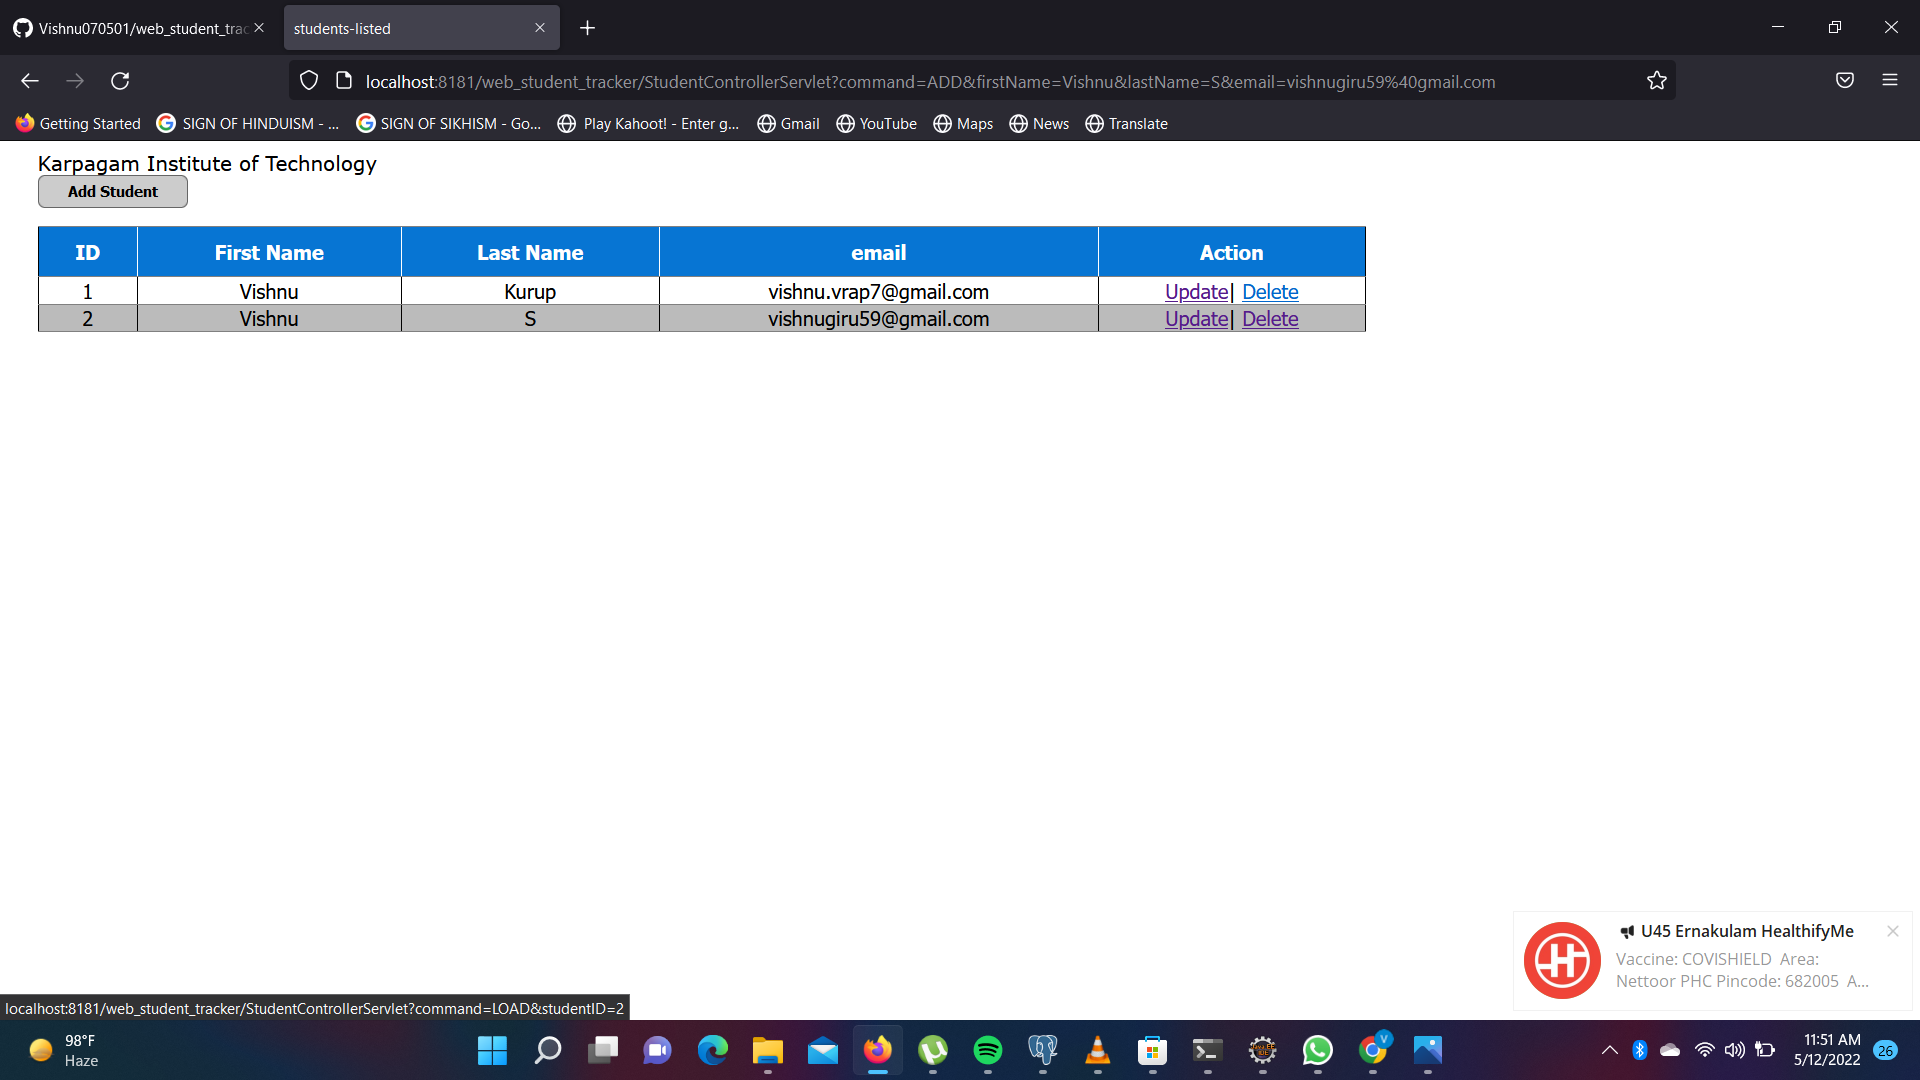 Vishnu070501/web_student_trac
students-listed
localhost:8181/web_student_tracker/StudentControllerServlet?command=ADD&firstName=Vishnu&lastName=S&email=vishnugiru59%40gmail.com
Getting Started SIGN OF HINDUISM - ... SIGN OF SIKHISM - Go... Play Kahoot! - Enter g... Gmail YouTube Maps News Translate
Karpagam Institute of Technology
Add Student
ID First Name Last Name email Action
1 Vishnu Kurup vishnu.vrap7@gmail.com Update| Delete
2 Vishnu S vishnugiru59@gmail.com Update| Delete
U45 Ernakulam HealthifyMe
Vaccine: COVISHIELD Area:
Nettoor PHC Pincode: 682005 A...
localhost:8181/web_student_tracker/StudentControllerServlet?command=LOAD&studentID=2
98°F
Haze
V
11:51 AM
5/12/2022
26